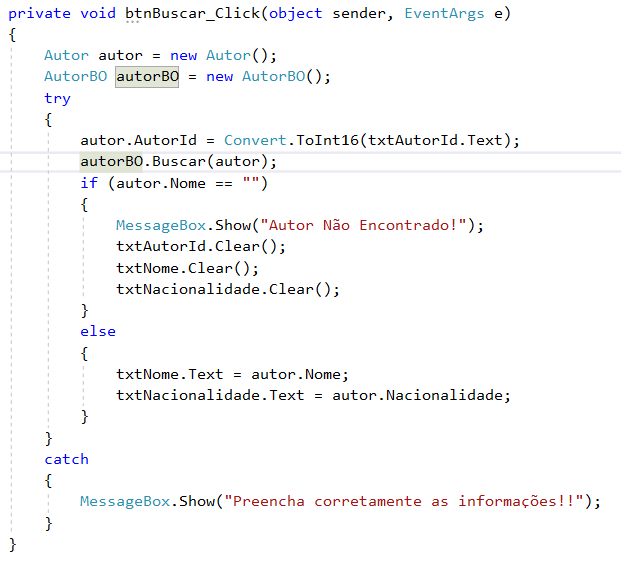 private void btnBuscar_Click(object sender, EventArgs e)
{
    Autor autor = new Autor();
    AutorBO autorBO = new AutorBO();
    try
    {
        autor.AutorId = Convert.ToInt16(txtAutorId.Text);
        autorBO.Buscar(autor);
        if (autor.Nome == "")
        {
            MessageBox.Show("Autor Não Encontrado!");
            txtAutorId.Clear();
            txtNome.Clear();
            txtNacionalidade.Clear();
        }
        else
        {
            txtNome.Text = autor.Nome;
            txtNacionalidade.Text = autor.Nacionalidade;
        }
    }
    catch
    {
        MessageBox.Show("Preencha corretamente as informações!!");
    }
}